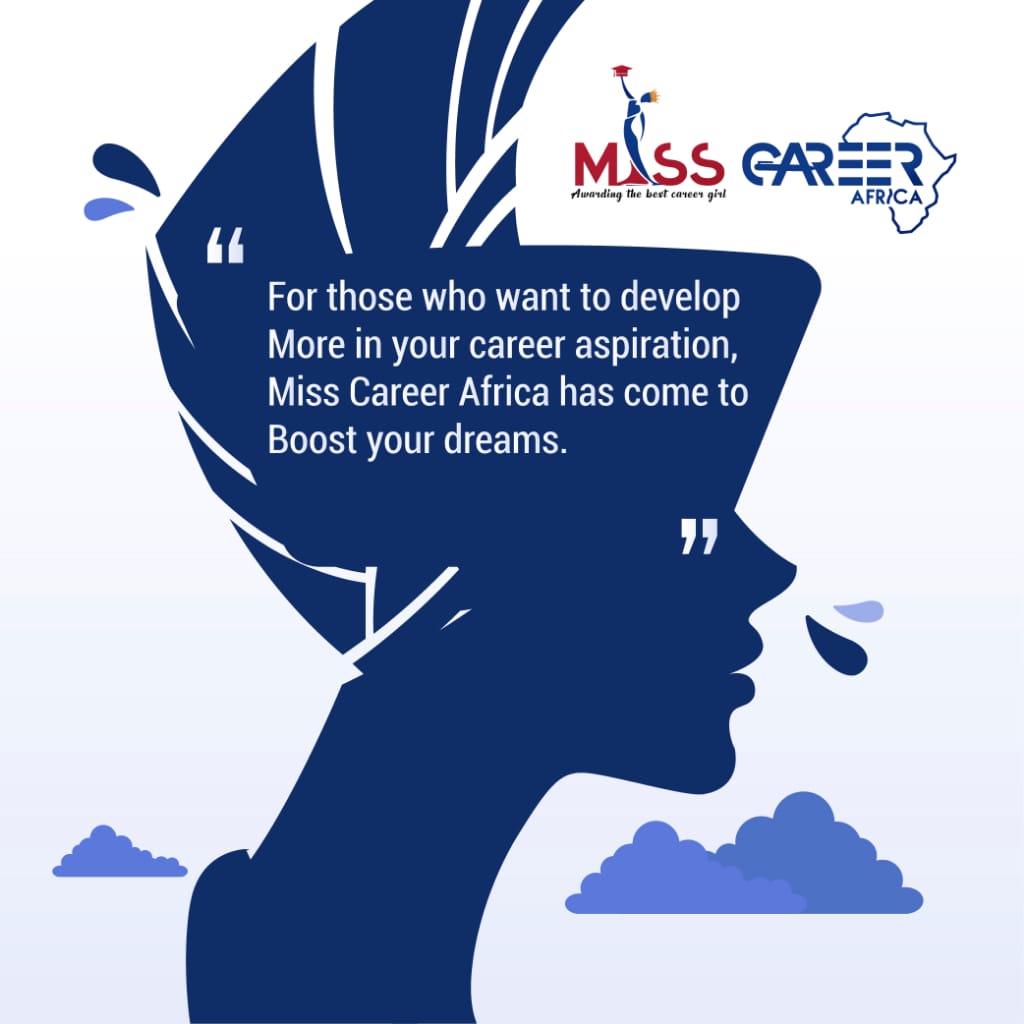 MISS CAREER
AFRICA
Awarding the best career girl
“
For those who want to develop
More in your career aspiration,
Miss Career Africa has come to
Boost your dreams.
”